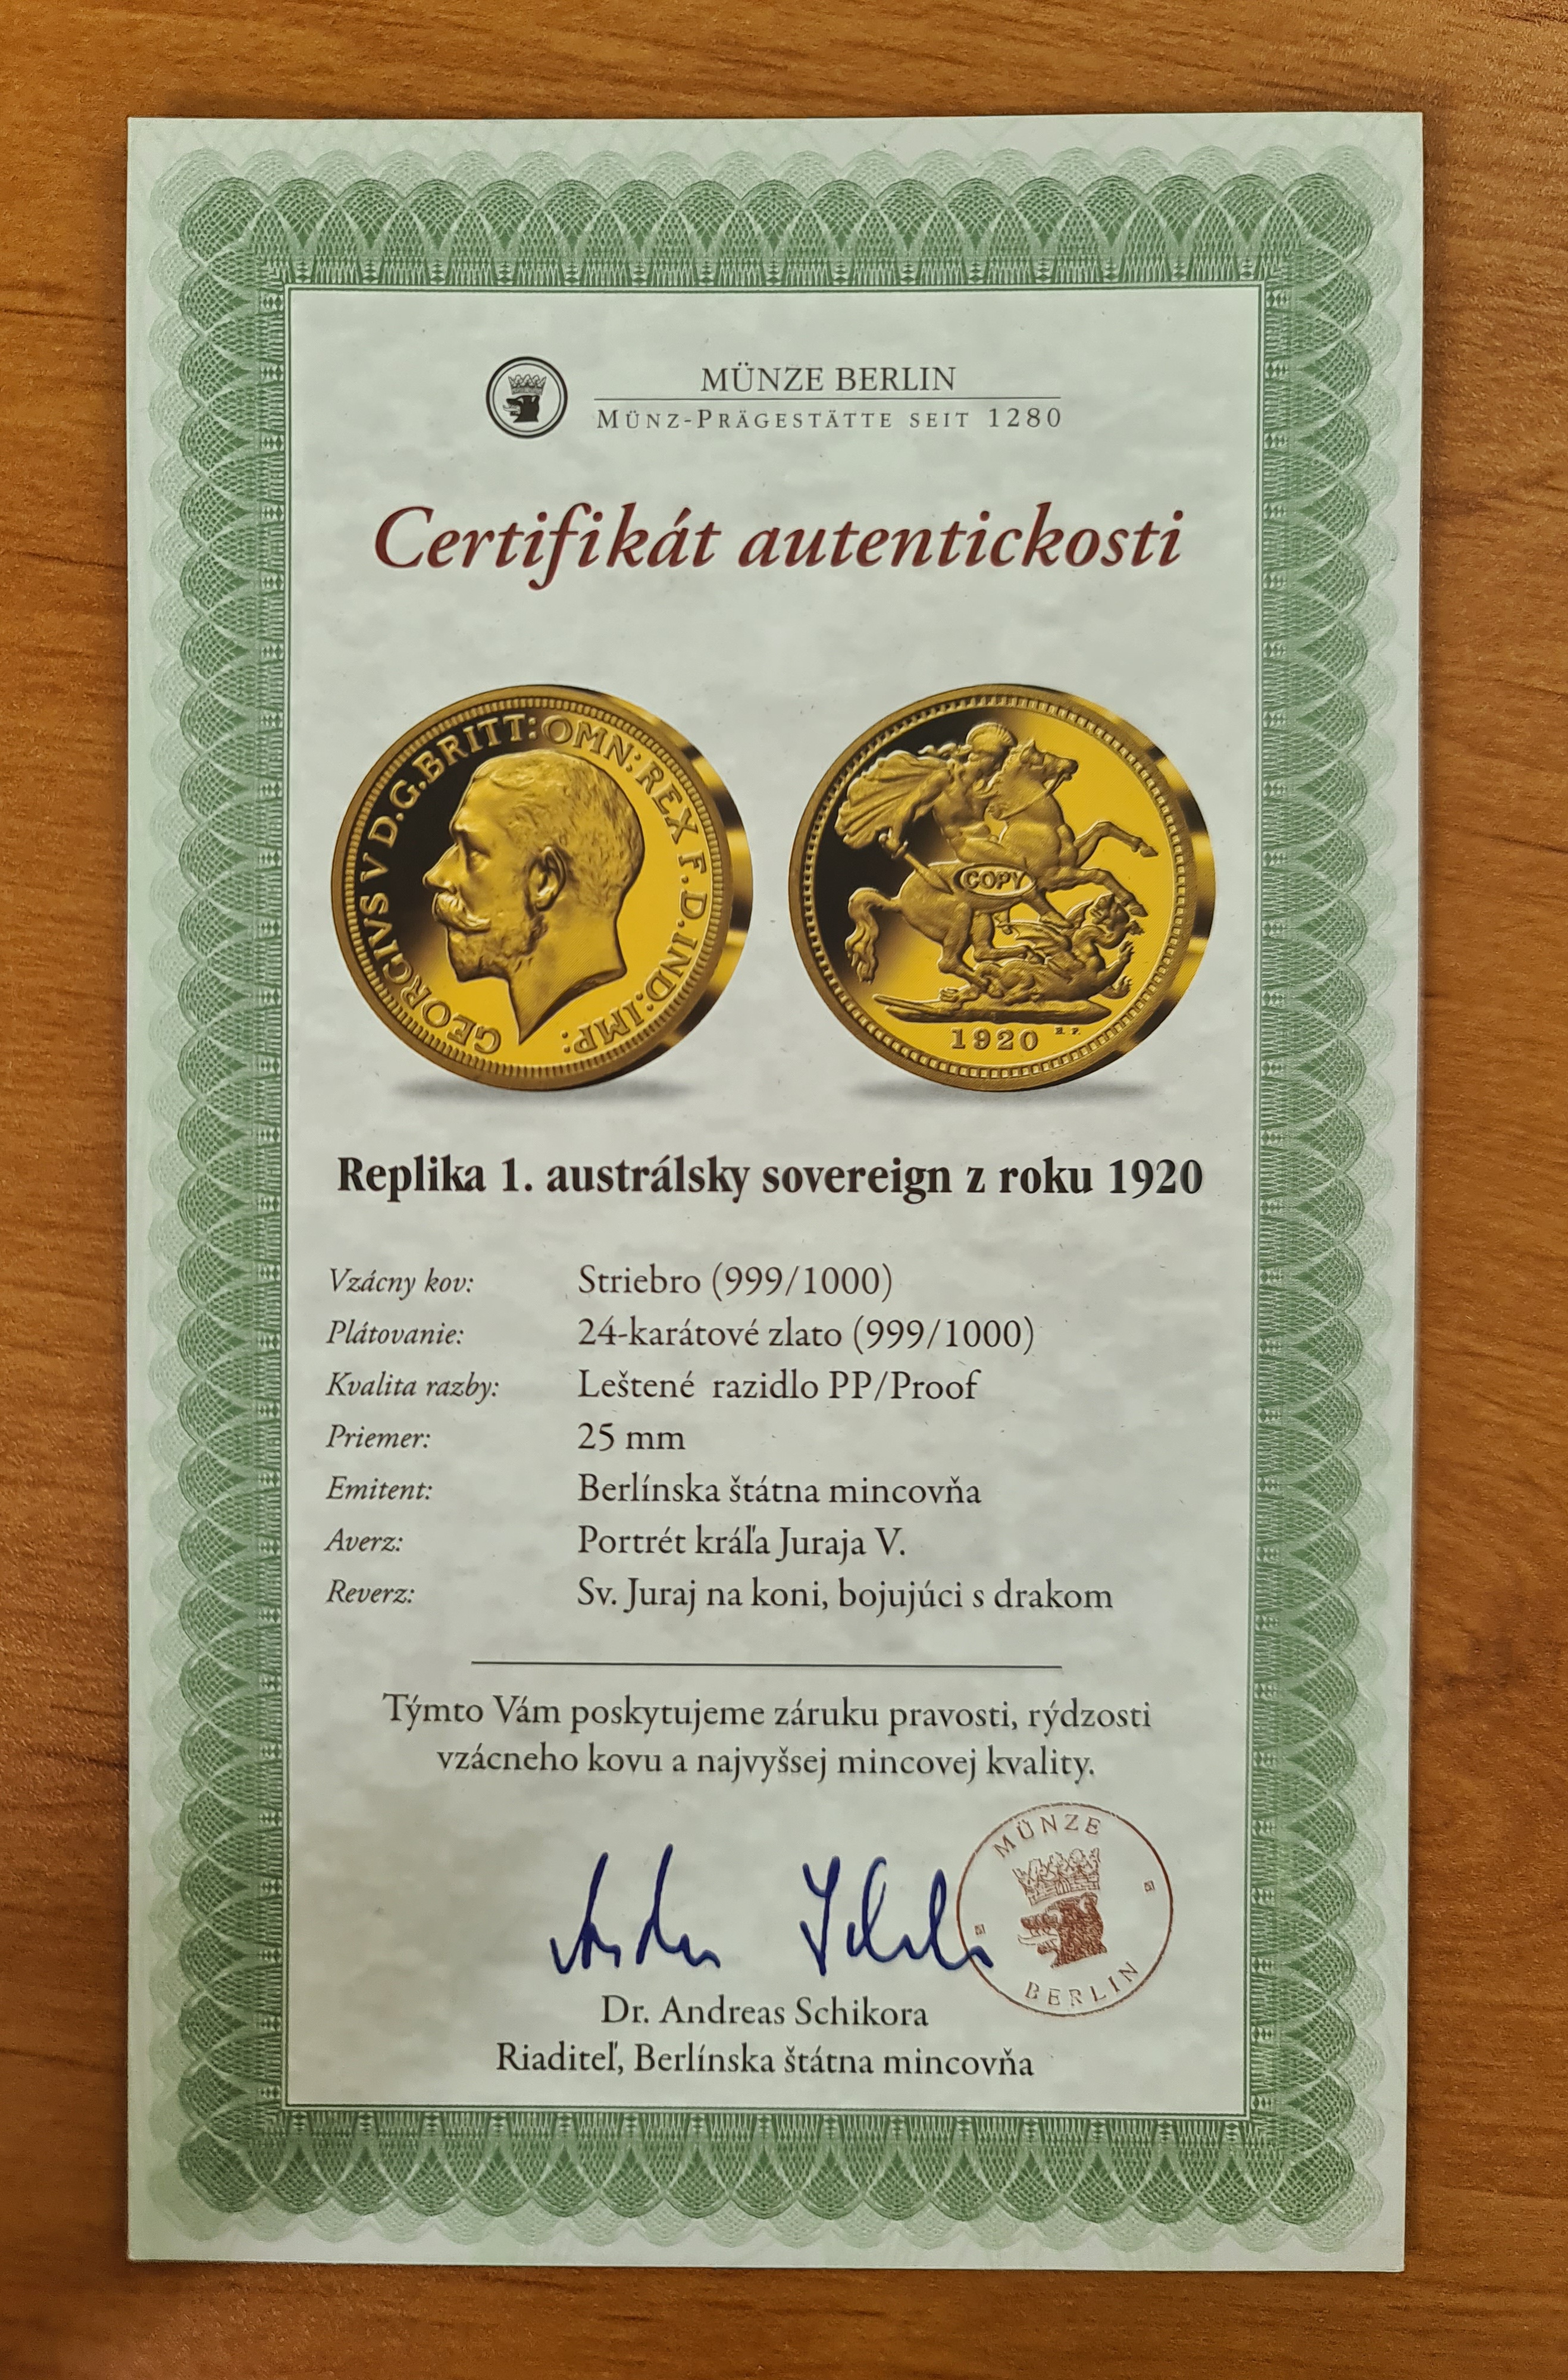 MÜNZE BERLIN
MÜNZ-PRÄGESTÄTTE SEIT 1280
Certifikát autentickosti
GEORGIVS V D.G.BRITT:OMN:REX F.D.IND:IMP:
COPY
1920 B.P.
Replika 1. austrálsky sovereign z roku 1920
Vzácny kov: Striebro (999/1000)
Plátovanie: 24-karátové zlato (999/1000)
Kvalita razby: Leštené razidlo PP/Proof
Priemer: 25 mm
Emitent: Berlínska štátna mincovňa
Averz: Portrét kráľa Juraja V.
Reverz: Sv. Juraj na koni, bojujúci s drakom
Týmto Vám poskytujeme záruku pravosti, rýdzosti
vzácneho kovu a najvyšsej mincovej kvality.
MÜNZE
BERLIN
Dr. Andreas Schikora
Riaditeľ, Berlínska štátna mincovňa